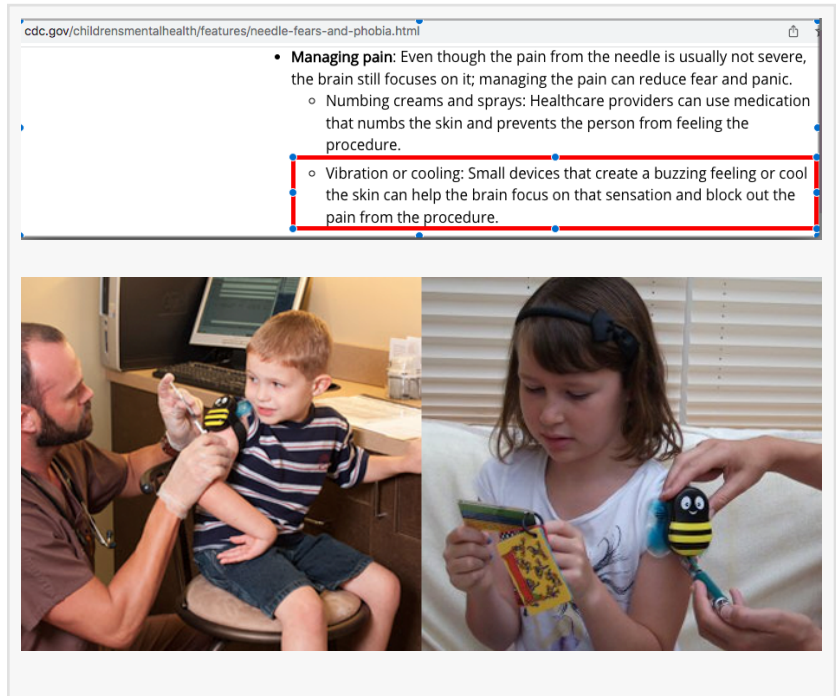 cdc.gov/childrensmentalhealth/features/needle-fears-and-phobia.html
• Managing pain: Even though the pain from the needle is usually not severe,
the brain still focuses on it; managing the pain can reduce fear and panic.
○ Numbing creams and sprays: Healthcare providers can use medication
that numbs the skin and prevents the person from feeling the
procedure.
○ Vibration or cooling: Small devices that create a buzzing feeling or cool
the skin can help the brain focus on that sensation and block out the
pain from the procedure.